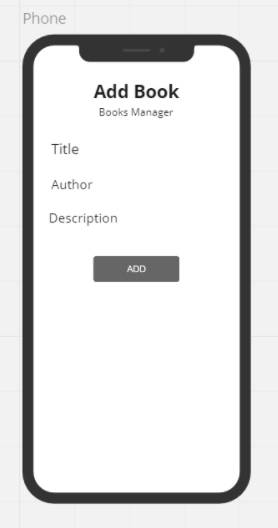 Phone
Add Book
Books Manager
Title
Author
Description
ADD